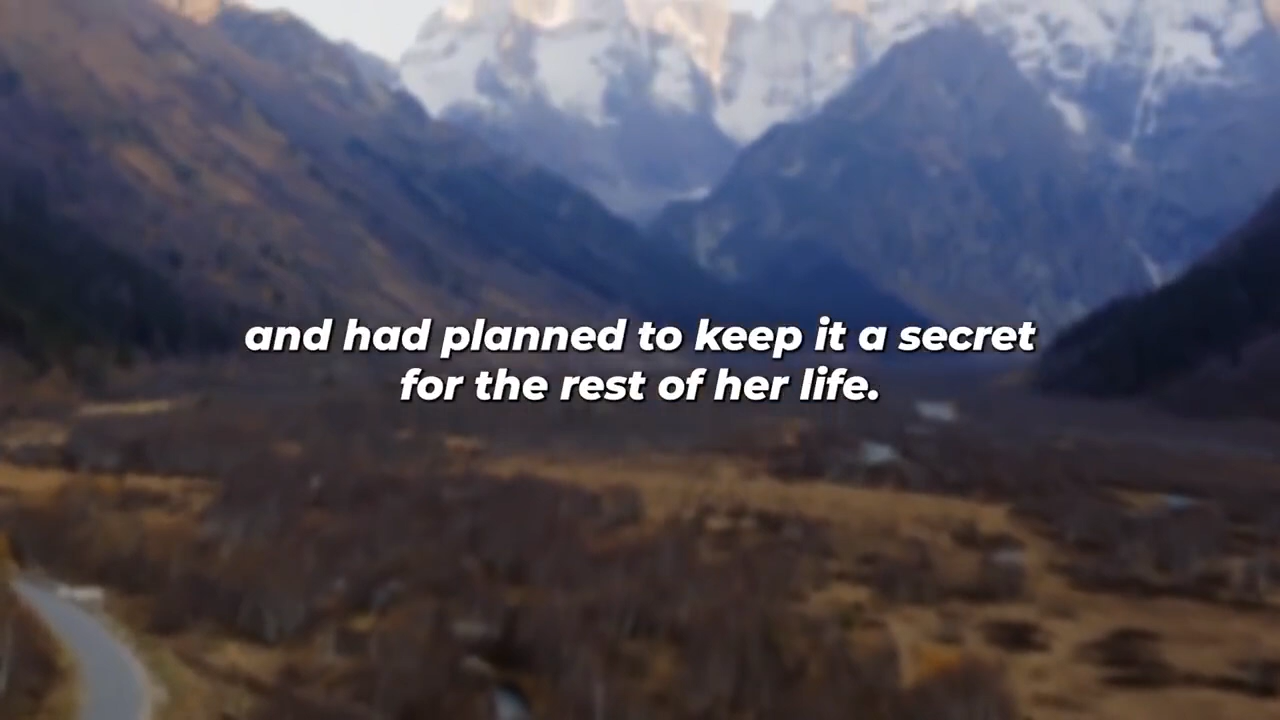 and had planned to keep it a secret
for the rest of her life.